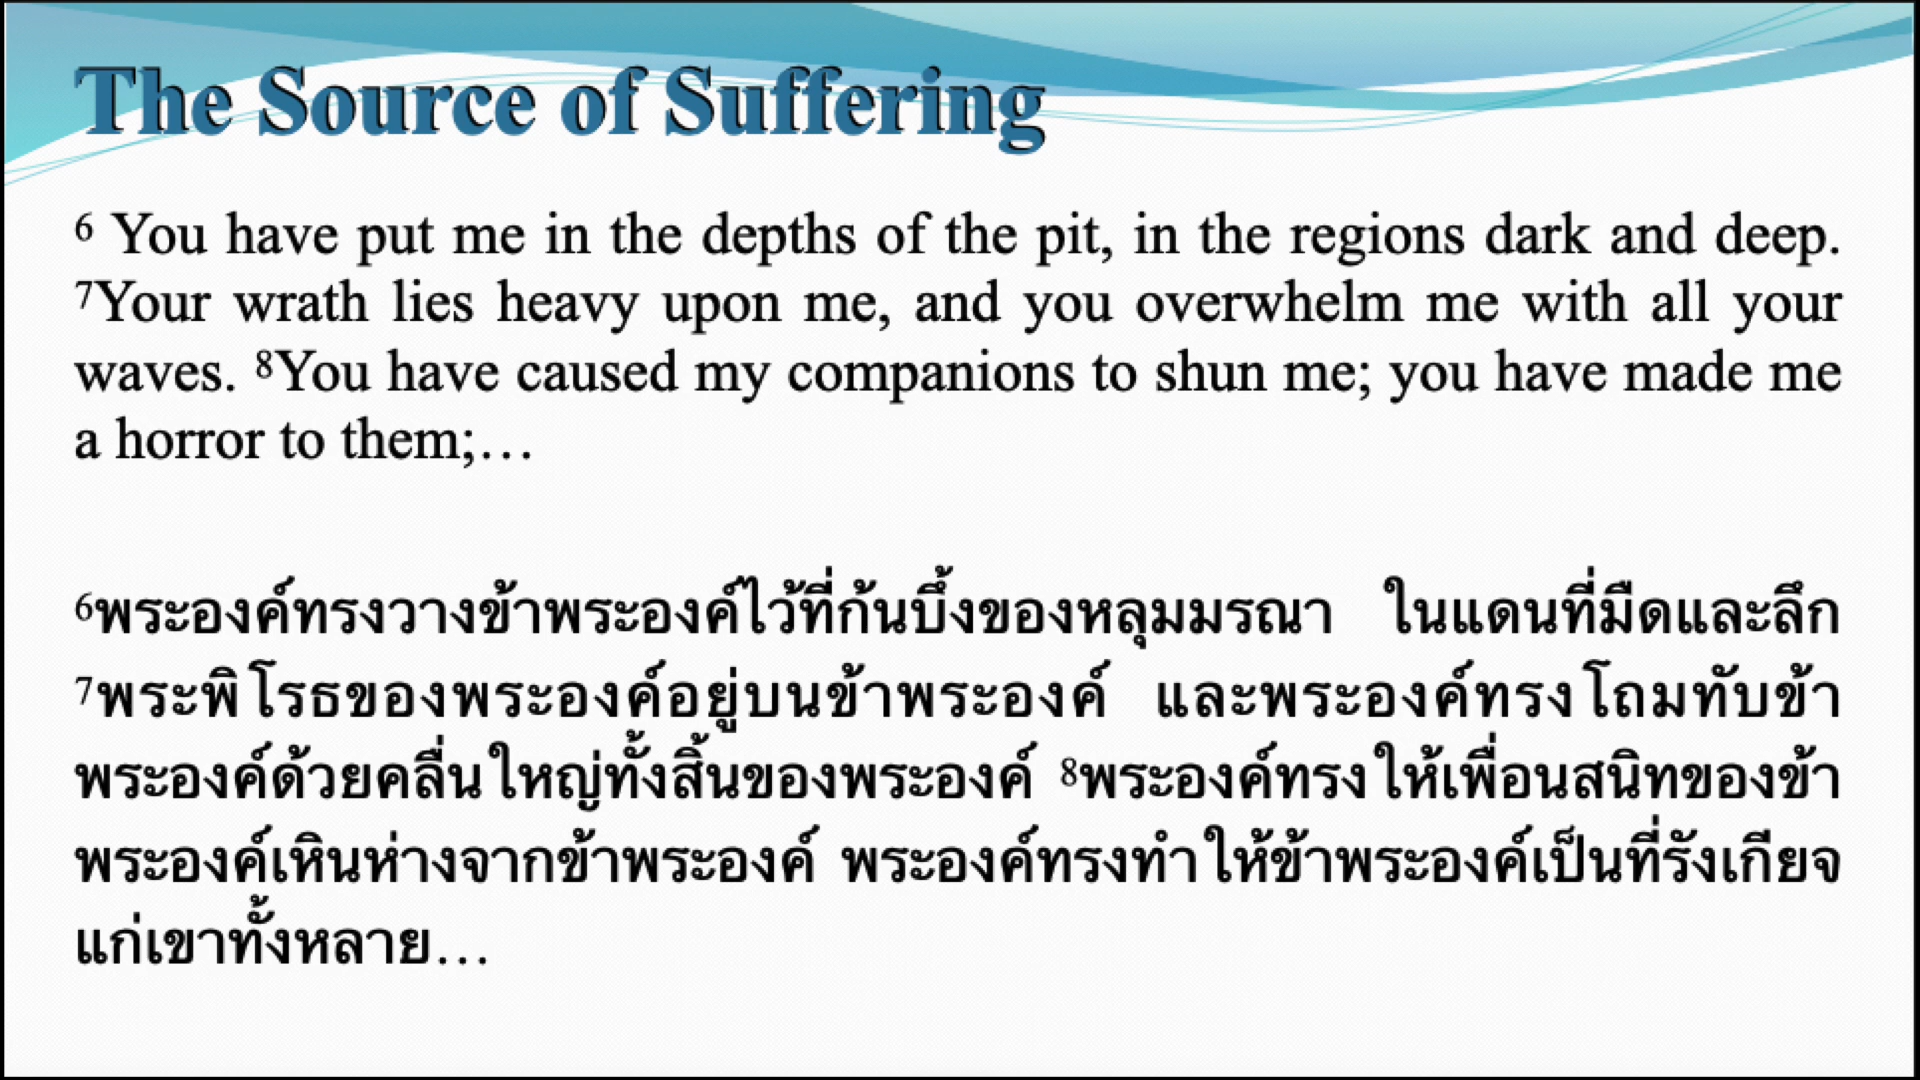 The Source of Suffering
⁶ You have put me in the depths of the pit, in the regions dark and deep.
⁷Your wrath lies heavy upon me, and you overwhelm me with all your
waves. ⁸You have caused my companions to shun me; you have made me
a horror to them;…
⁶พระองค์ทรงวางข้าพระองค์ไว้ที่ก้นบึ้งของหลุมมรณา ในแดนที่มืดและลึก
⁷พระพิโรธของพระองค์อยู่บนข้าพระองค์ และพระองค์ทรงโถมทับข้า
พระองค์ด้วยคลื่นใหญ่ทั้งสิ้นของพระองค์ ⁸พระองค์ทรงให้เพื่อนสนิทของข้า
พระองค์เหินห่างจากข้าพระองค์ พระองค์ทรงทำให้ข้าพระองค์เป็นที่รังเกียจ
แก่เขาทั้งหลาย…